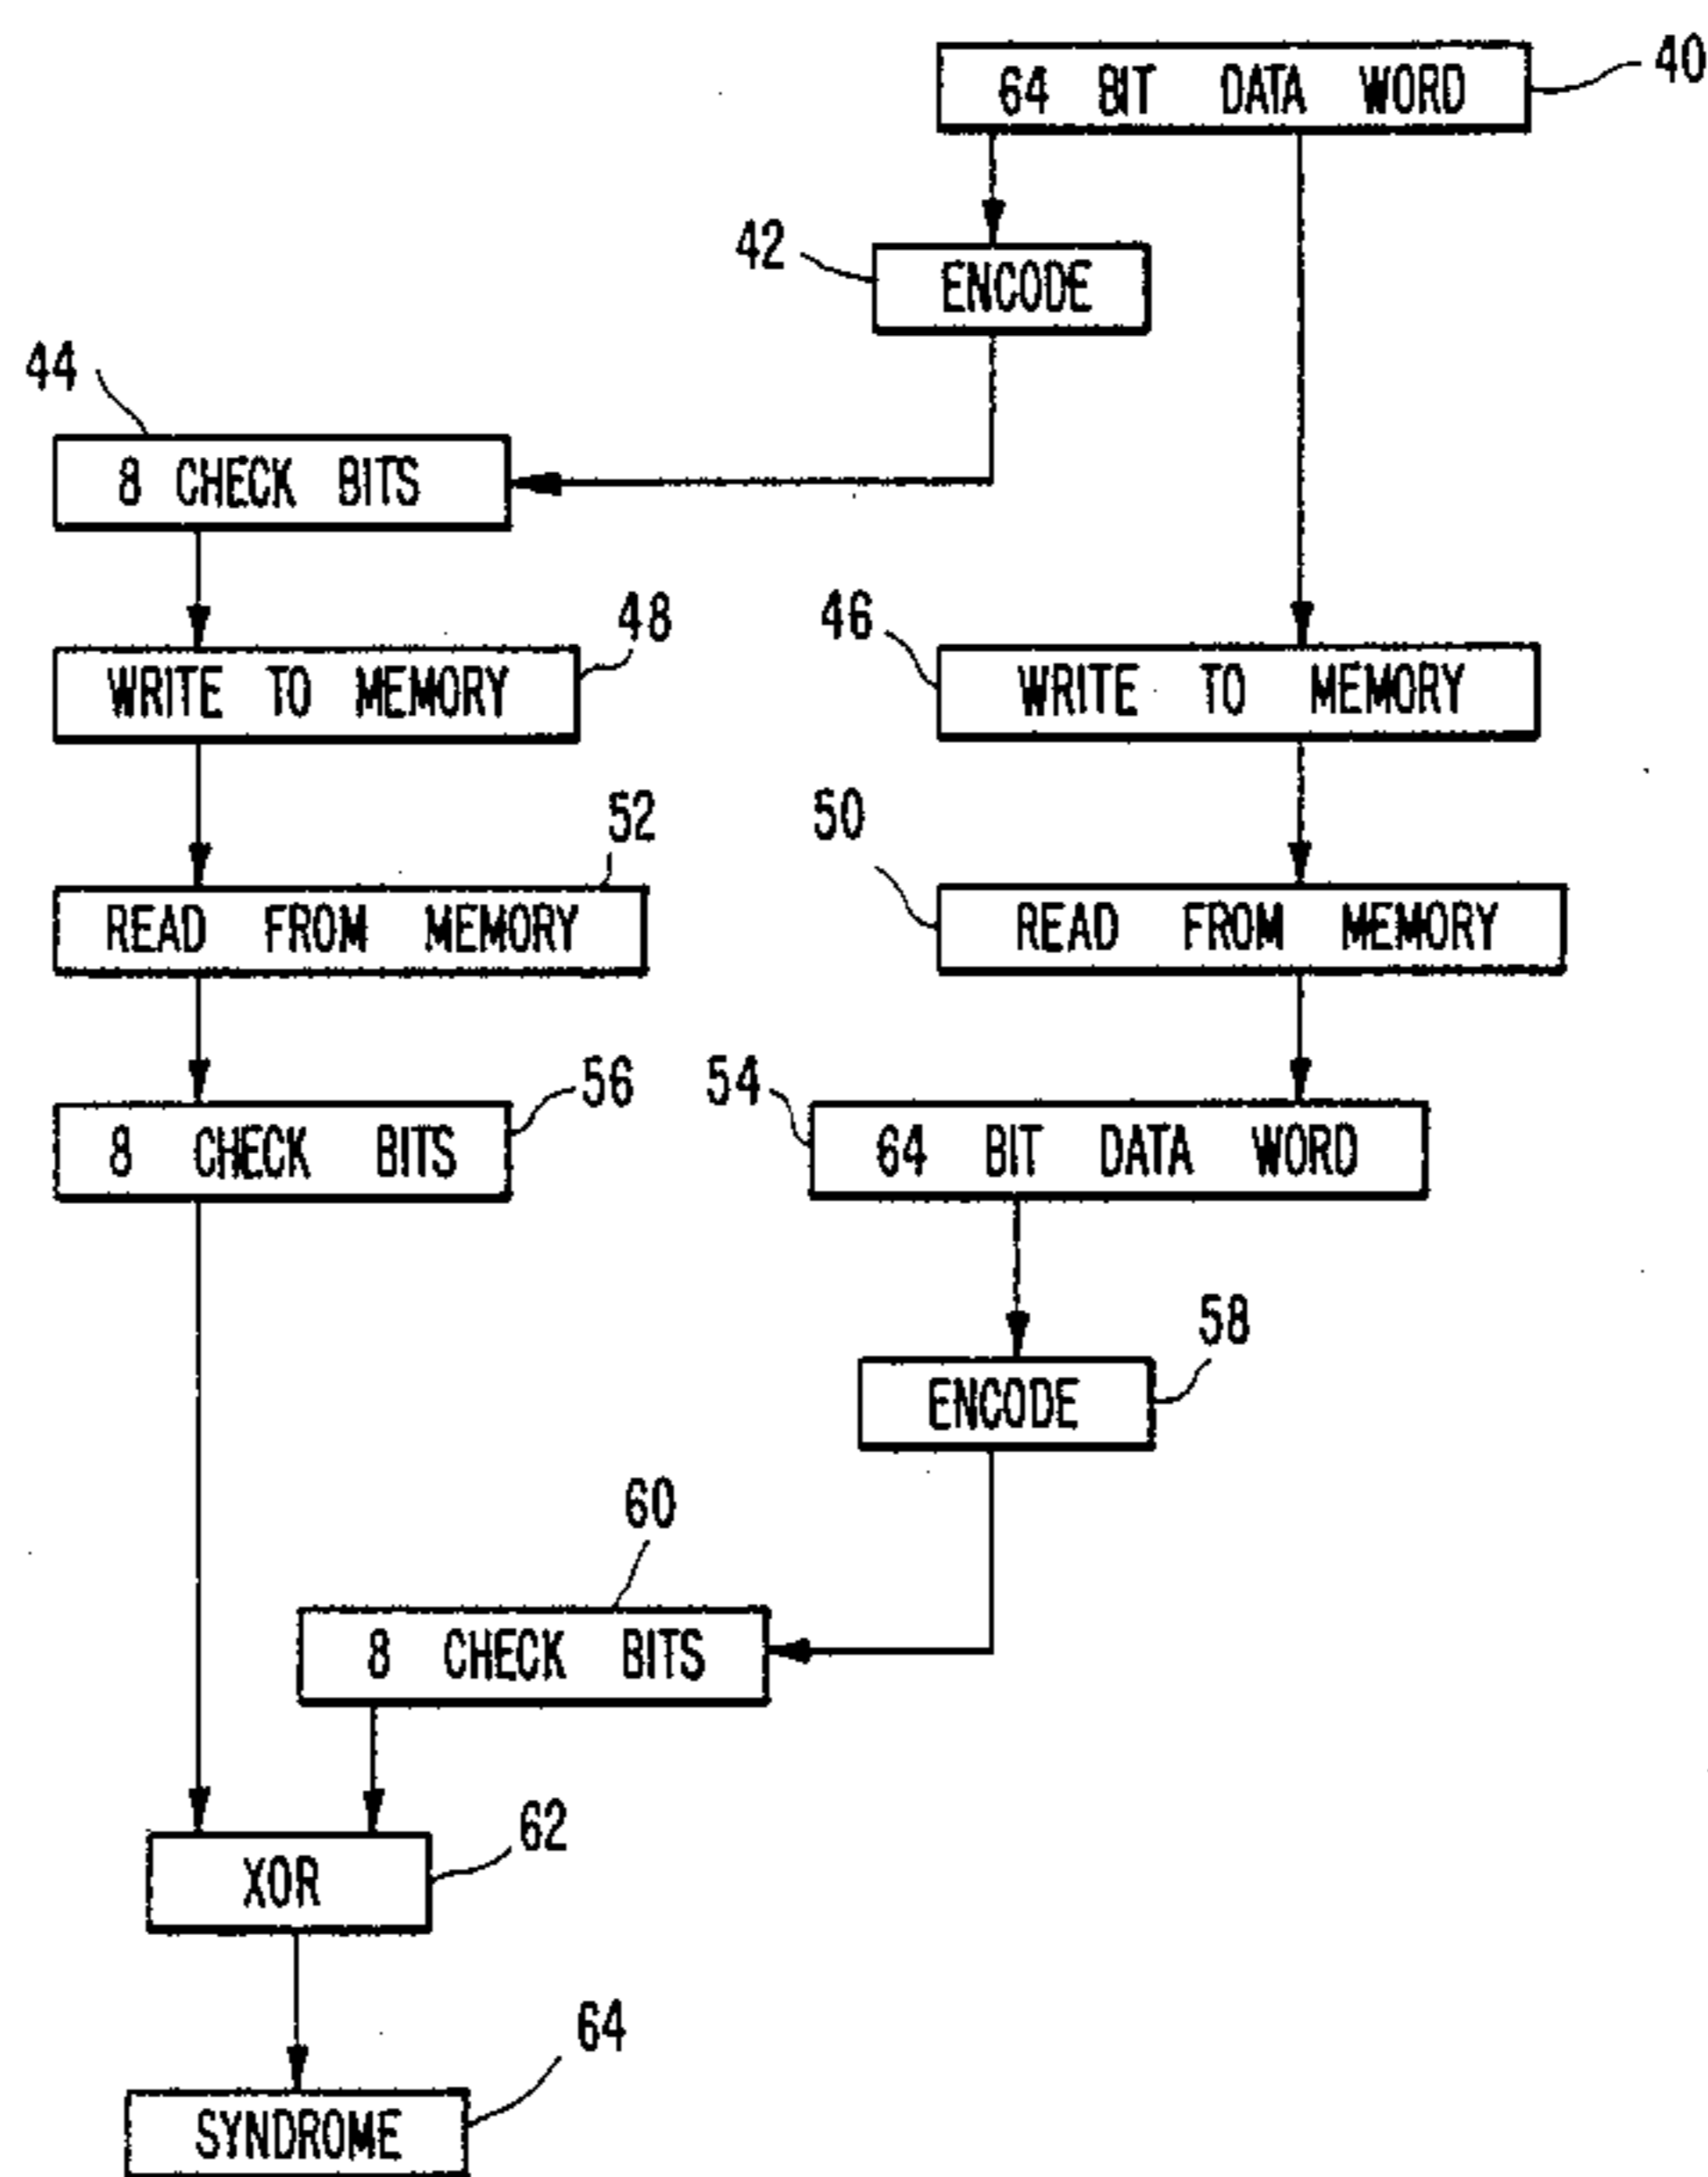 64 BIT DATA WORD
40
42
ENCODE
44
8 CHECK BITS
48
WRITE TO MEMORY
46
WRITE TO MEMORY
52
READ FROM MEMORY
50
READ FROM MEMORY
56
8 CHECK BITS
54
64 BIT DATA WORD
58
ENCODE
60
8 CHECK BITS
62
XOR
64
SYNDROME